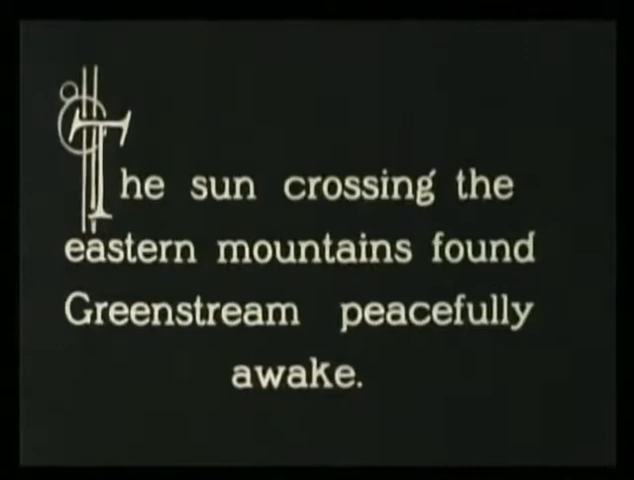 The sun crossing the
eastern mountains found
Greenstream peacefully
awake.